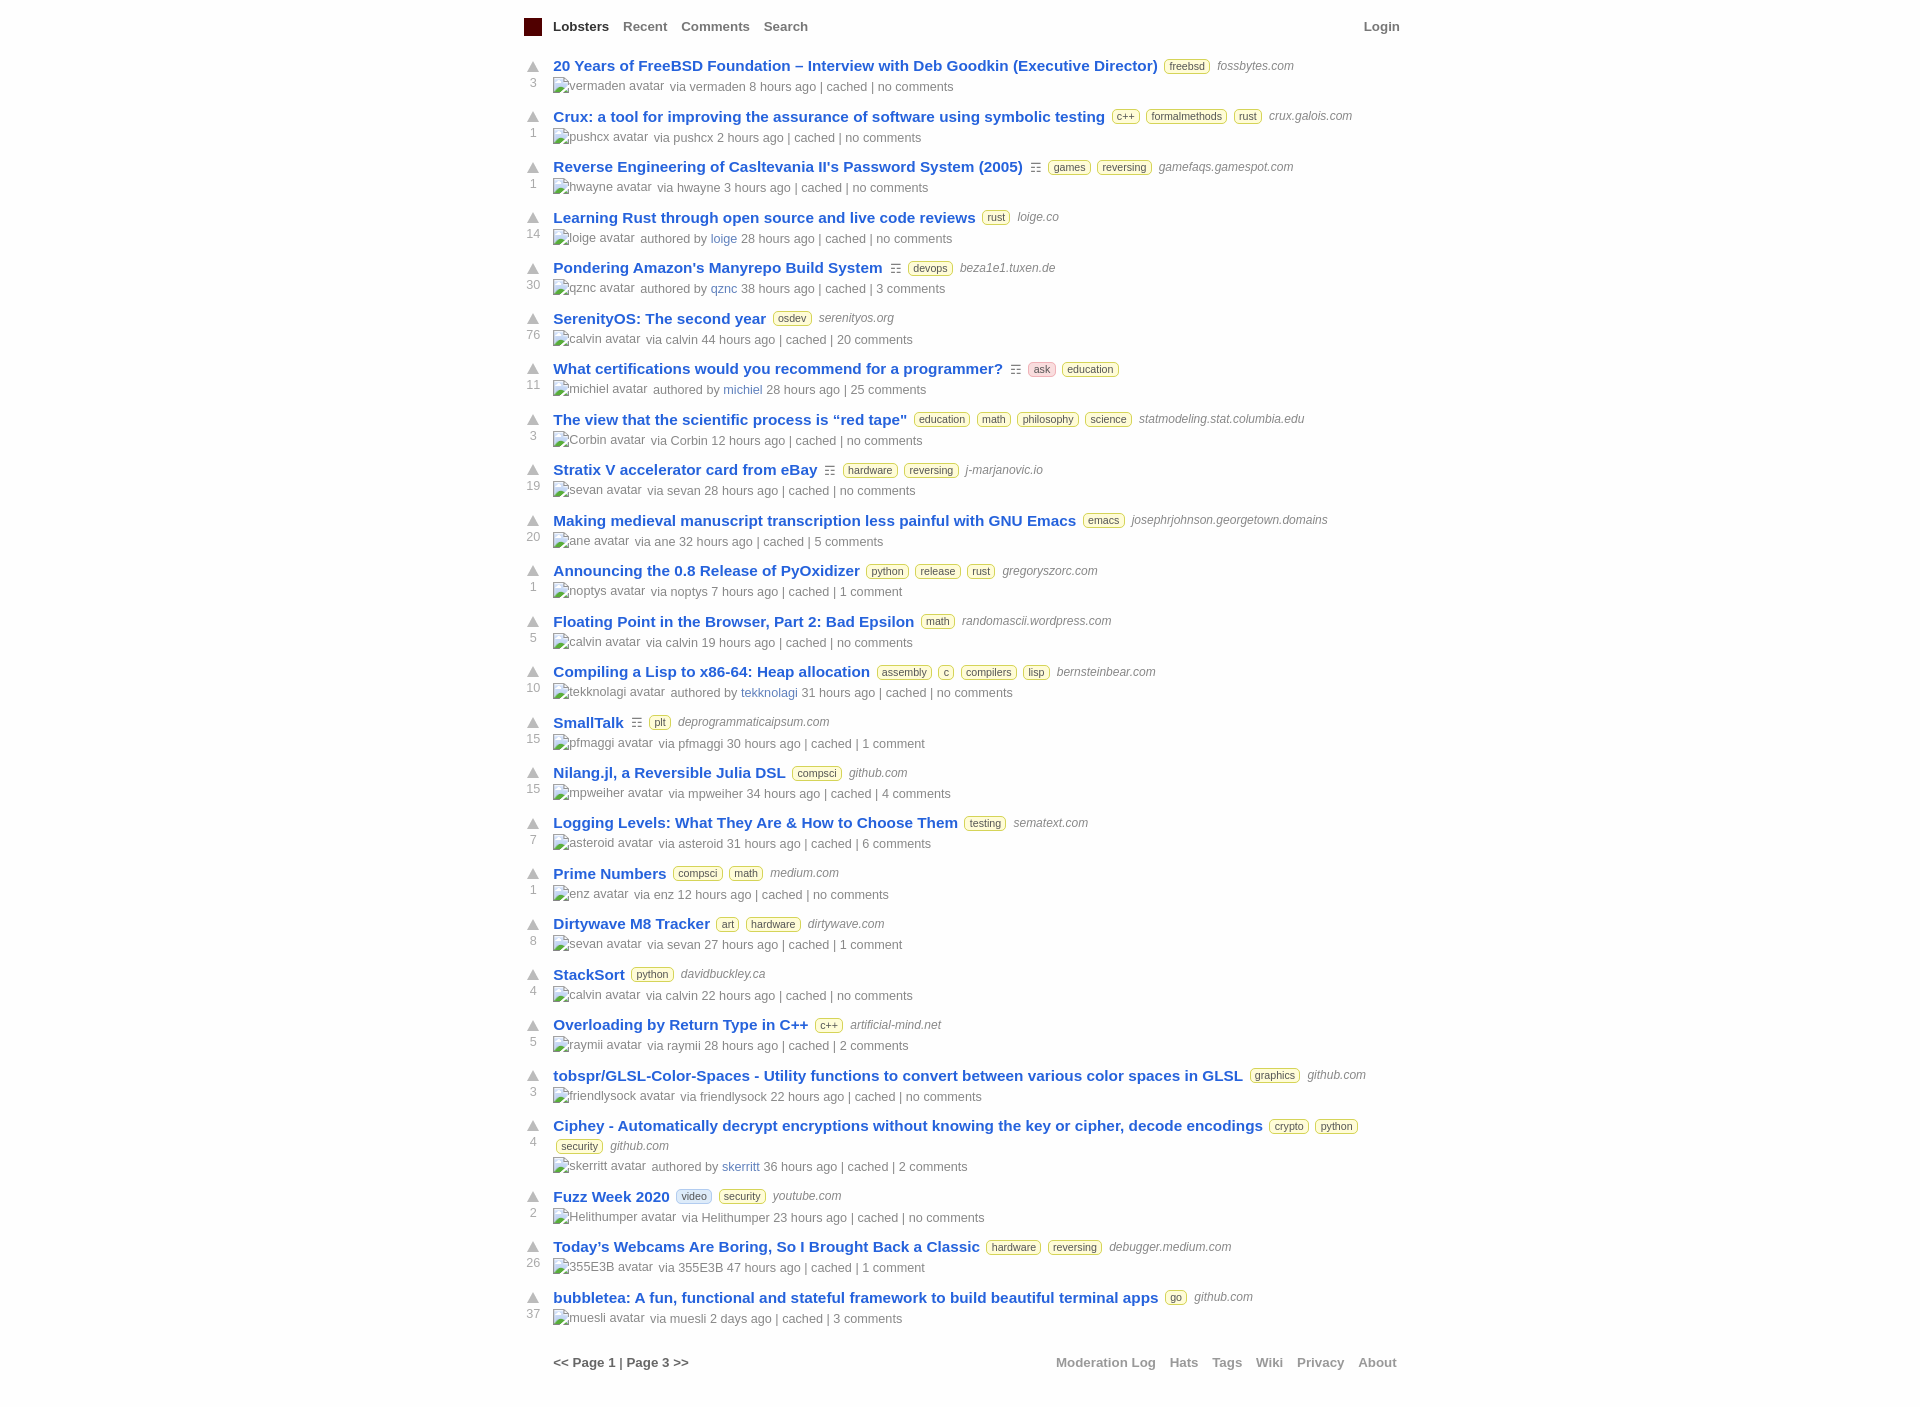 Lobsters Recent Comments Search Login
20 Years of FreeBSD Foundation – Interview with Deb Goodkin (Executive Director) freebsd fossbytes.com
3 vermaden avatar via vermaden 8 hours ago | cached | no comments
Crux: a tool for improving the assurance of software using symbolic testing c++ formalmethods rust crux.galois.com
1 pushcx avatar via pushcx 2 hours ago | cached | no comments
Reverse Engineering of Casltevania II's Password System (2005) ☶ games reversing gamefaqs.gamespot.com
1 hwayne avatar via hwayne 3 hours ago | cached | no comments
Learning Rust through open source and live code reviews rust loige.co
14 loige avatar authored by loige 28 hours ago | cached | no comments
Pondering Amazon's Manyrepo Build System ☶ devops beza1e1.tuxen.de
30 qznc avatar authored by qznc 38 hours ago | cached | 3 comments
SerenityOS: The second year osdev serenityos.org
76 calvin avatar via calvin 44 hours ago | cached | 20 comments
What certifications would you recommend for a programmer? ☶ ask education
11 michiel avatar authored by michiel 28 hours ago | 25 comments
The view that the scientific process is “red tape" education math philosophy science statmodeling.stat.columbia.edu
3 Corbin avatar via Corbin 12 hours ago | cached | no comments
Stratix V accelerator card from eBay ☶ hardware reversing j-marjanovic.io
19 sevan avatar via sevan 28 hours ago | cached | no comments
Making medieval manuscript transcription less painful with GNU Emacs emacs josephrjohnson.georgetown.domains
20 ane avatar via ane 32 hours ago | cached | 5 comments
Announcing the 0.8 Release of PyOxidizer python release rust gregoryszorc.com
1 noptys avatar via noptys 7 hours ago | cached | 1 comment
Floating Point in the Browser, Part 2: Bad Epsilon math randomascii.wordpress.com
5 calvin avatar via calvin 19 hours ago | cached | no comments
Compiling a Lisp to x86-64: Heap allocation assembly c compilers lisp bernsteinbear.com
10 tekknolagi avatar authored by tekknolagi 31 hours ago | cached | no comments
SmallTalk ☶ plt deprogrammaticaipsum.com
15 pfmaggi avatar via pfmaggi 30 hours ago | cached | 1 comment
Nilang.jl, a Reversible Julia DSL compsci github.com
15 mpweiher avatar via mpweiher 34 hours ago | cached | 4 comments
Logging Levels: What They Are & How to Choose Them testing sematext.com
7 asteroid avatar via asteroid 31 hours ago | cached | 6 comments
Prime Numbers compsci math medium.com
1 enz avatar via enz 12 hours ago | cached | no comments
Dirtywave M8 Tracker art hardware dirtywave.com
8 sevan avatar via sevan 27 hours ago | cached | 1 comment
StackSort python davidbuckley.ca
4 calvin avatar via calvin 22 hours ago | cached | no comments
Overloading by Return Type in C++ c++ artificial-mind.net
5 raymii avatar via raymii 28 hours ago | cached | 2 comments
tobspr/GLSL-Color-Spaces - Utility functions to convert between various color spaces in GLSL graphics github.com
3 friendlysock avatar via friendlysock 22 hours ago | cached | no comments
Ciphey - Automatically decrypt encryptions without knowing the key or cipher, decode encodings crypto python
4 security github.com
skerritt avatar authored by skerritt 36 hours ago | cached | 2 comments
Fuzz Week 2020 video security youtube.com
2 Helithumper avatar via Helithumper 23 hours ago | cached | no comments
Today’s Webcams Are Boring, So I Brought Back a Classic hardware reversing debugger.medium.com
26 355E3B avatar via 355E3B 47 hours ago | cached | 1 comment
bubbletea: A fun, functional and stateful framework to build beautiful terminal apps go github.com
37 muesli avatar via muesli 2 days ago | cached | 3 comments
<< Page 1 | Page 3 >> Moderation Log Hats Tags Wiki Privacy About